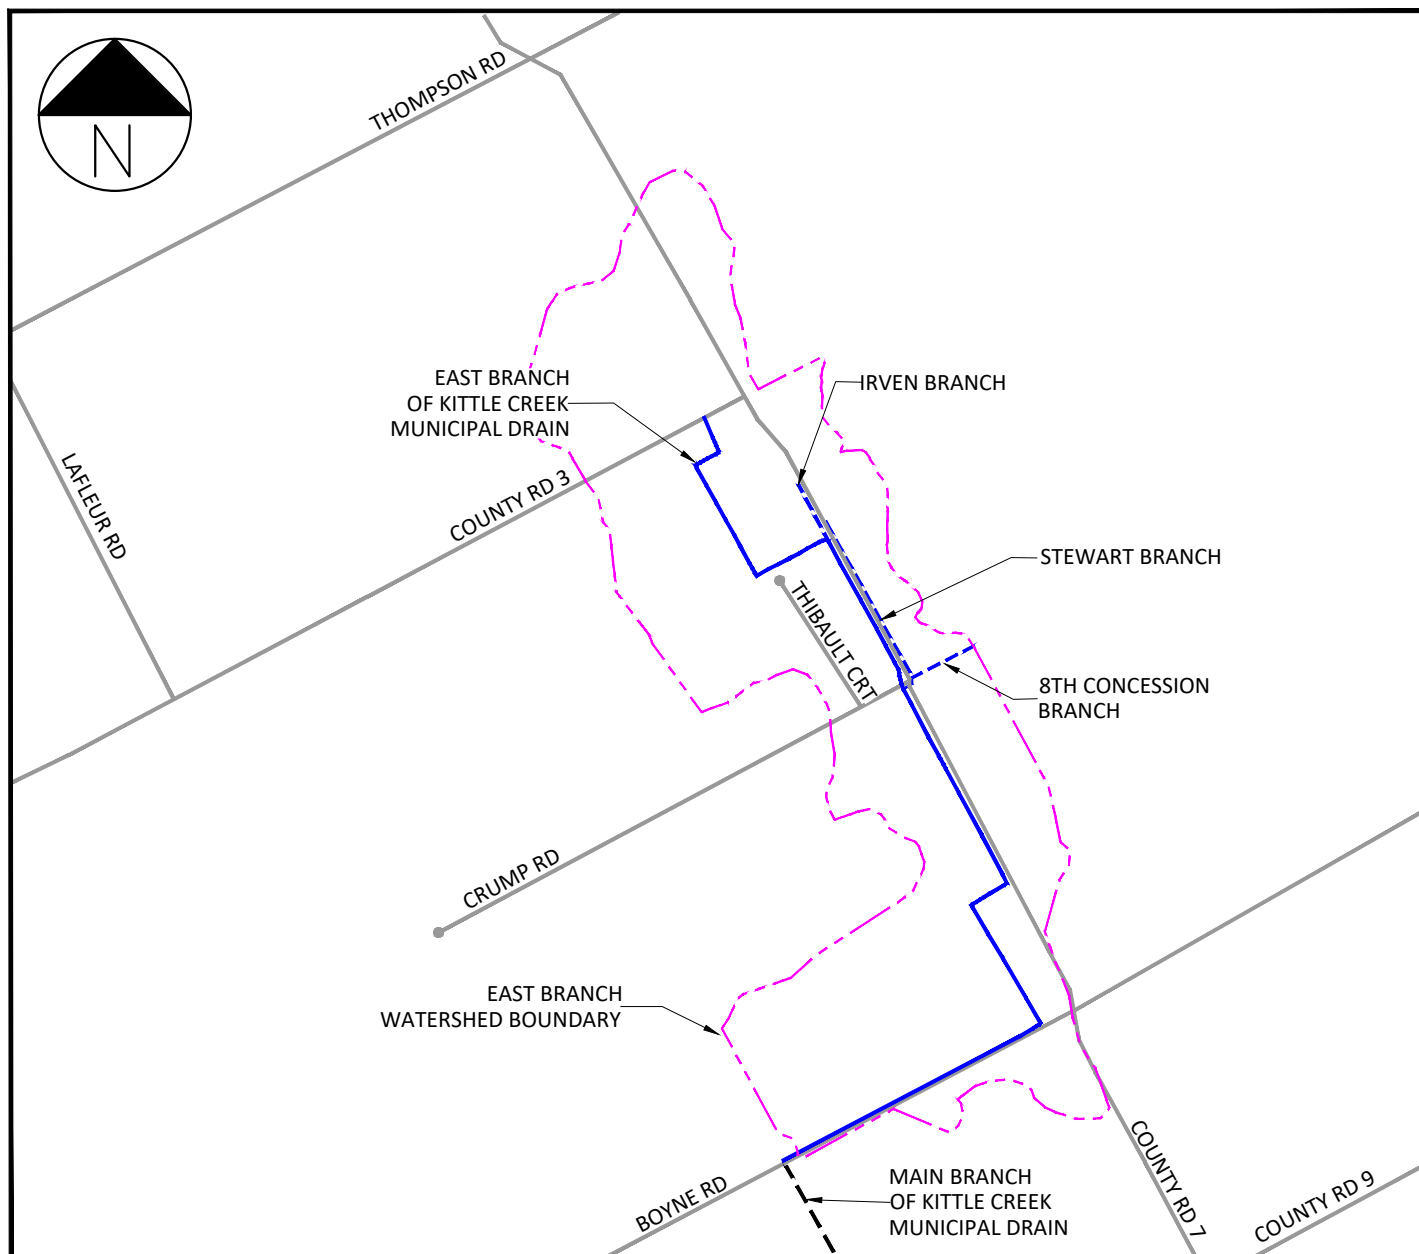 THOMPSON RD
N
EAST BRANCH
OF KITTLE CREEK
MUNICIPAL DRAIN
IRVEN BRANCH
LAFLEUR RD
COUNTY RD 3
STEWART BRANCH
THIBAULT CRT
8TH CONCESSION
BRANCH
CRUMP RD
EAST BRANCH
WATERSHED BOUNDARY
COUNTY RD 7
MAIN BRANCH
OF KITTLE CREEK
MUNICIPAL DRAIN
BOYNE RD
COUNTY RD 9